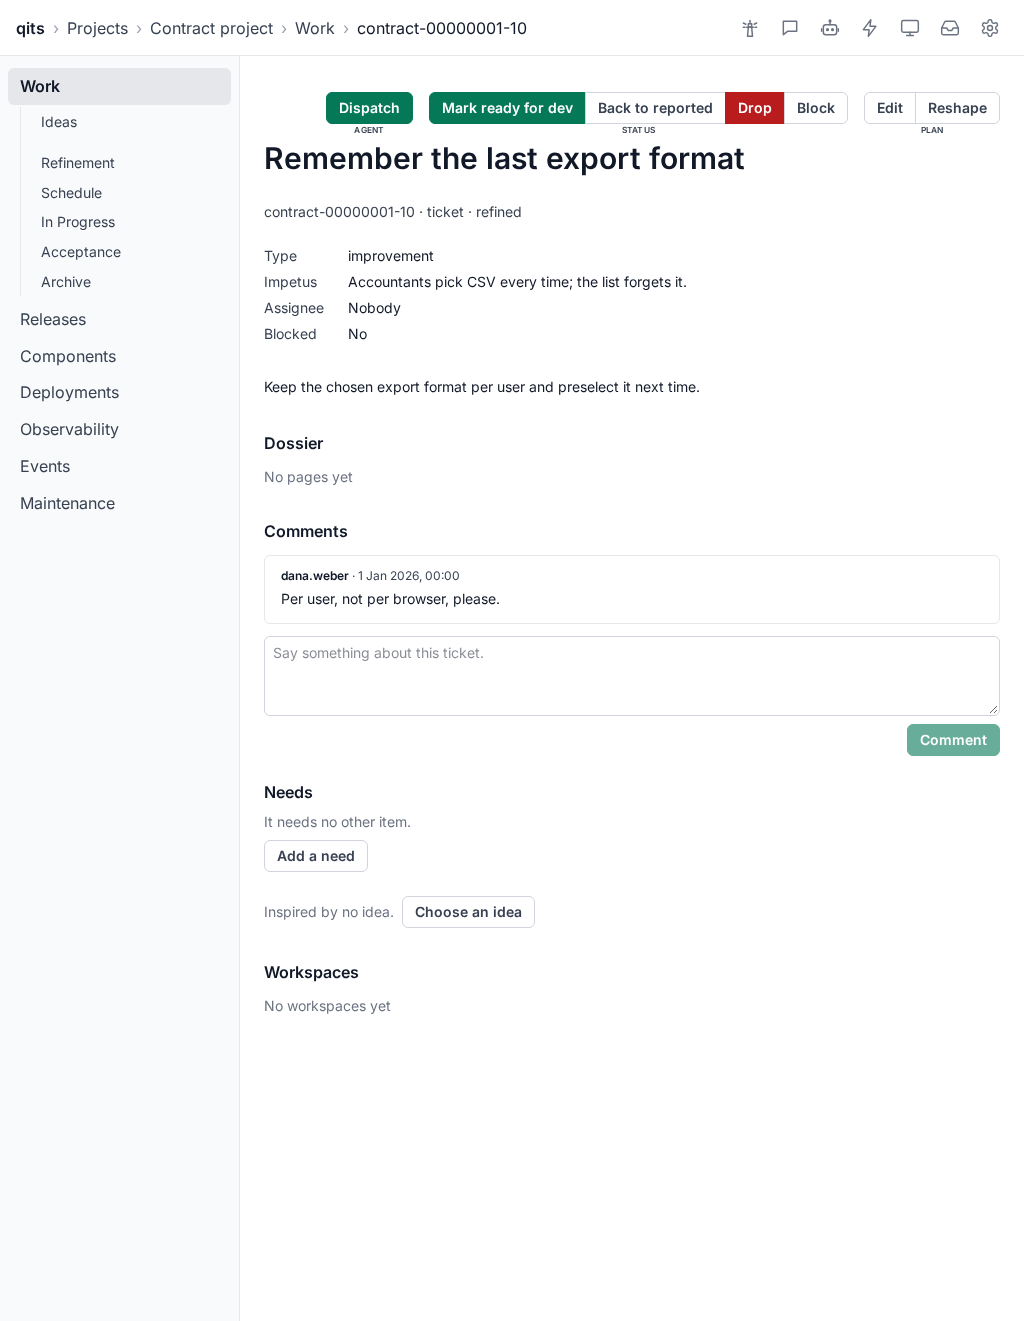 qits › Projects › Contract project › Work › contract-00000001-10
Work
Ideas
Refinement
Schedule
In Progress
Acceptance
Archive
Releases
Components
Deployments
Observability
Events
Maintenance
Dispatch
AGENT
Mark ready for dev Back to reported Drop Block
STATUS
Edit Reshape
PLAN
Remember the last export format
contract-00000001-10 · ticket · refined
Type improvement
Impetus Accountants pick CSV every time; the list forgets it.
Assignee Nobody
Blocked No
Keep the chosen export format per user and preselect it next time.
Dossier
No pages yet
Comments
dana.weber · 1 Jan 2026, 00:00
Per user, not per browser, please.
Say something about this ticket.
Comment
Needs
It needs no other item.
Add a need
Inspired by no idea. Choose an idea
Workspaces
No workspaces yet